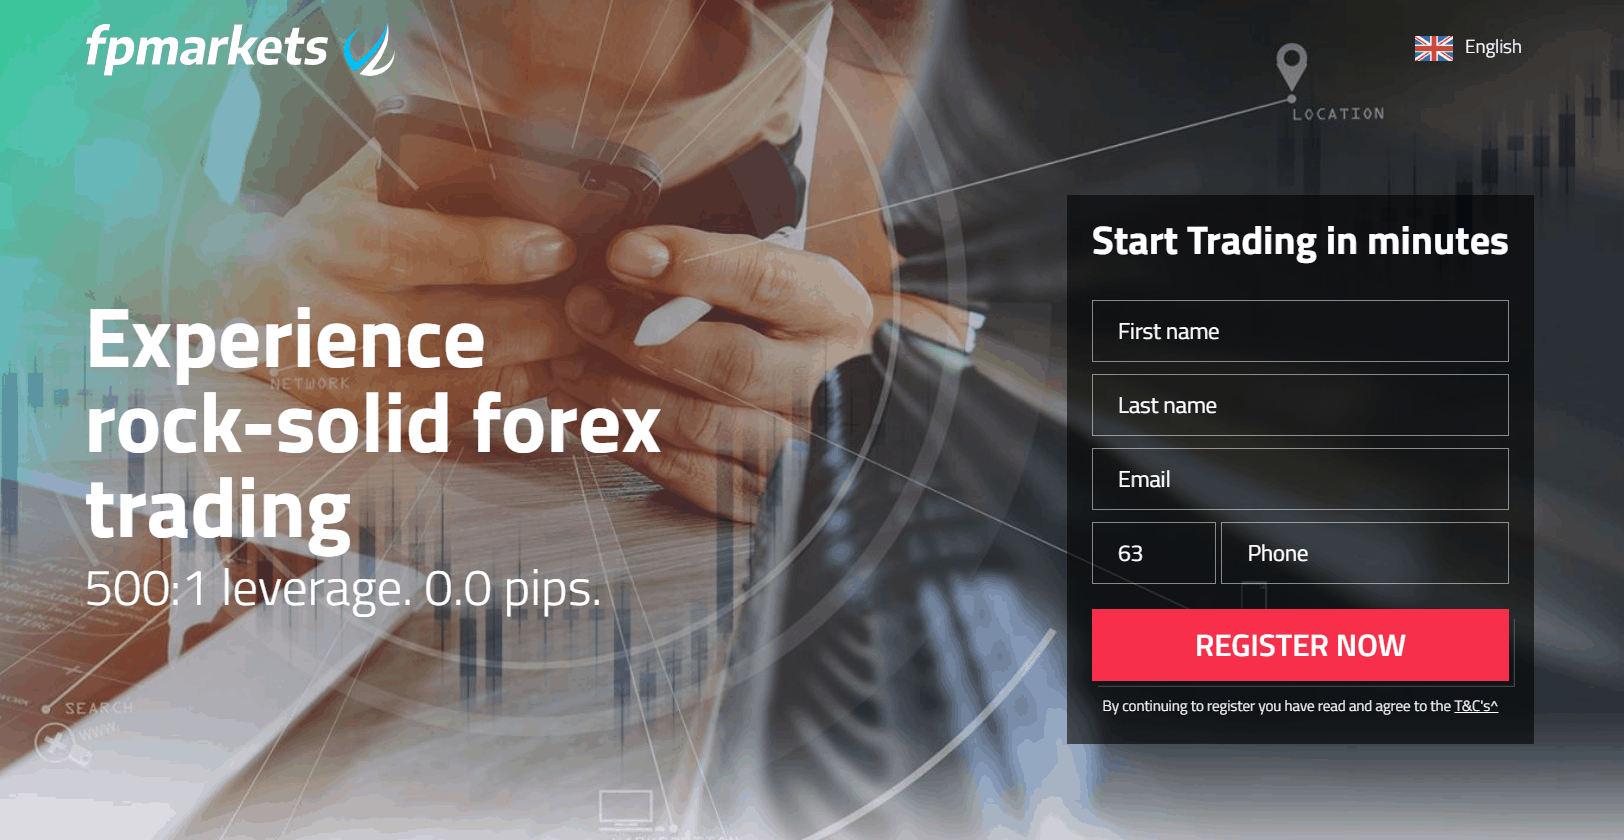 fpmarkets
English
LOCATION
Start Trading in minutes
First name
Last name
Email
63
Phone
REGISTER NOW
By continuing to register you have read and agree to the T&C's^
Experience
NETWORK
rock-solid forex
trading
500:1 leverage. 0.0 pips.
SEARCH
WWW.